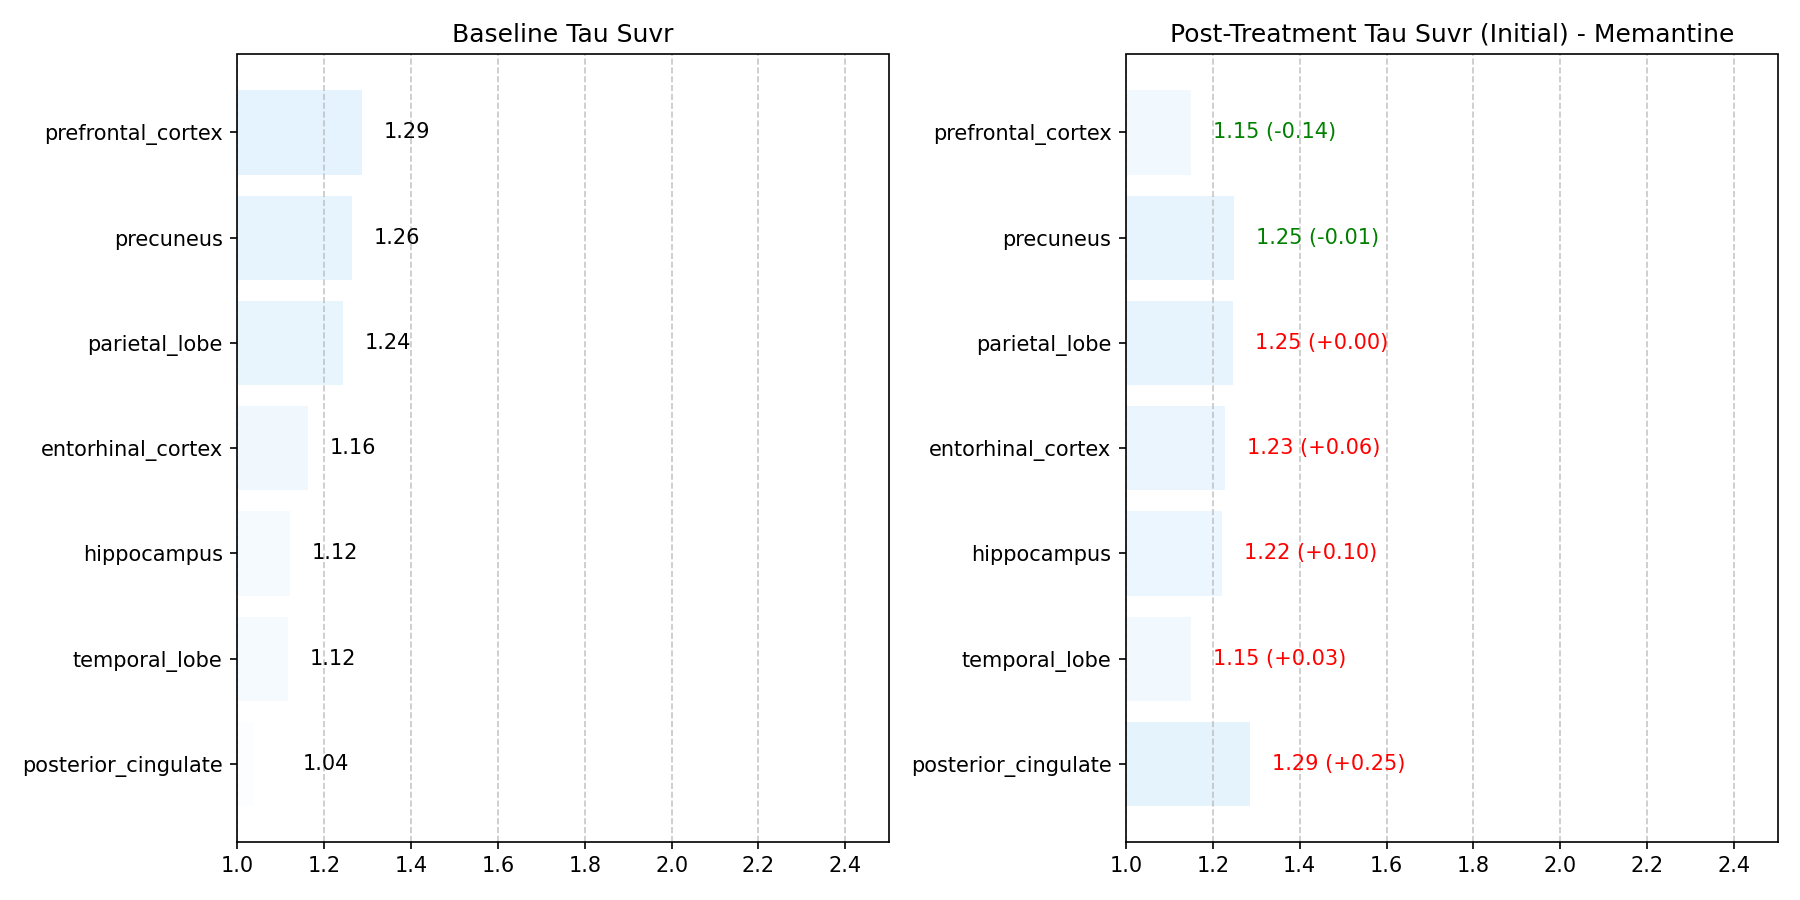 Baseline Tau Suvr
prefrontal_cortex 1.29
precuneus 1.26
parietal_lobe 1.24
entorhinal_cortex 1.16
hippocampus 1.12
temporal_lobe 1.12
posterior_cingulate 1.04
1.0 1.2 1.4 1.6 1.8 2.0 2.2 2.4
Post-Treatment Tau Suvr (Initial) - Memantine
prefrontal_cortex 1.15 (-0.14)
precuneus 1.25 (-0.01)
parietal_lobe 1.25 (+0.00)
entorhinal_cortex 1.23 (+0.06)
hippocampus 1.22 (+0.10)
temporal_lobe 1.15 (+0.03)
posterior_cingulate 1.29 (+0.25)
1.0 1.2 1.4 1.6 1.8 2.0 2.2 2.4